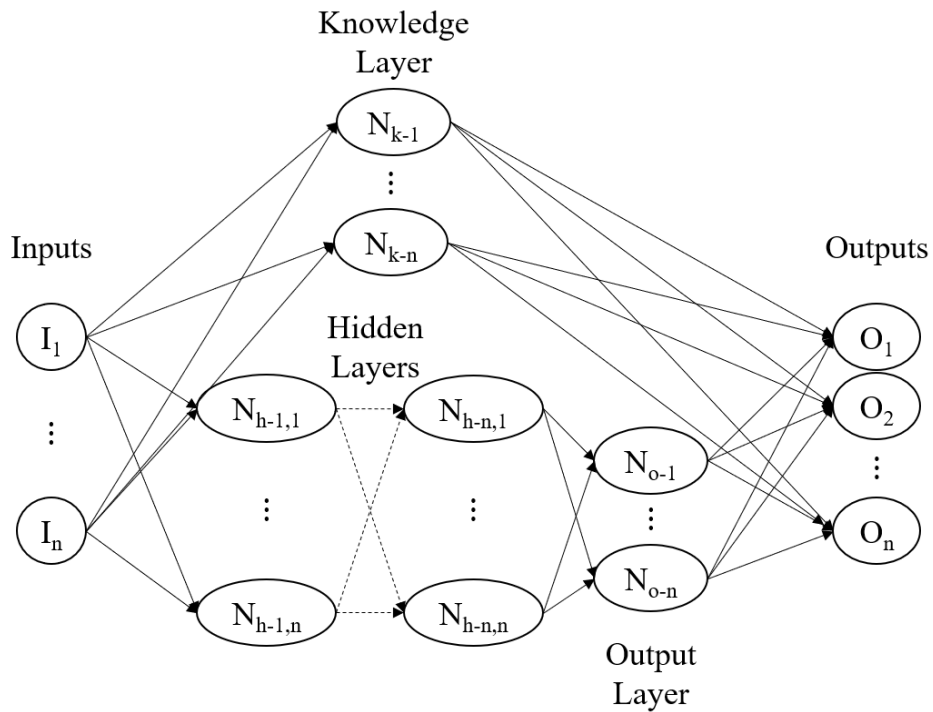 Knowledge
Layer
N_k-1
⋮
N_k-n
Inputs
Outputs
I_1
Hidden
Layers
O_1
N_h-1,1
N_h-n,1
O_2
⋮
N_o-1
⋮
⋮
⋮
⋮
I_n
O_n
N_o-n
N_h-1,n
N_h-n,n
Output
Layer